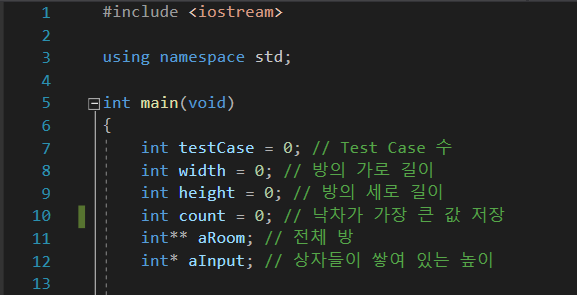 1 #include <iostream>
2
3 using namespace std;
4
5 int main(void)
6 {
7 int testCase = 0; // Test Case 수
8 int width = 0; // 방의 가로 길이
9 int height = 0; // 방의 세로 길이
10 int count = 0; // 낙차가 가장 큰 값 저장
11 int** aRoom; // 전체 방
12 int* aInput; // 상자들이 쌓여 있는 높이
13